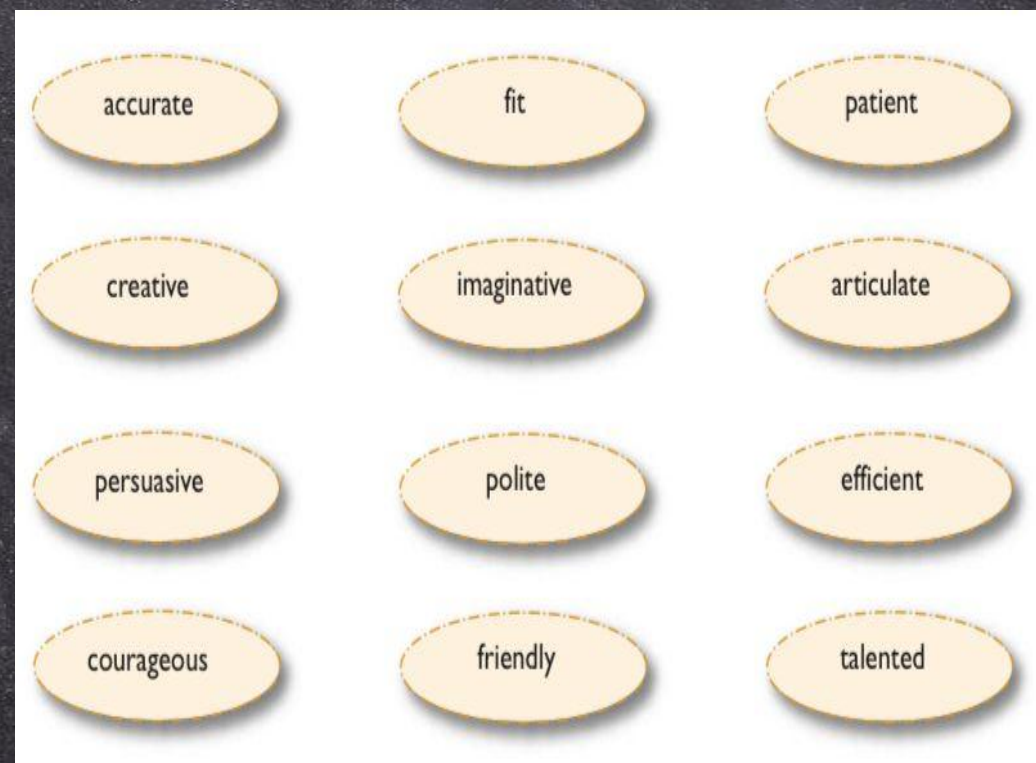 accurate fit patient
creative imaginative articulate
persuasive polite efficient
courageous friendly talented